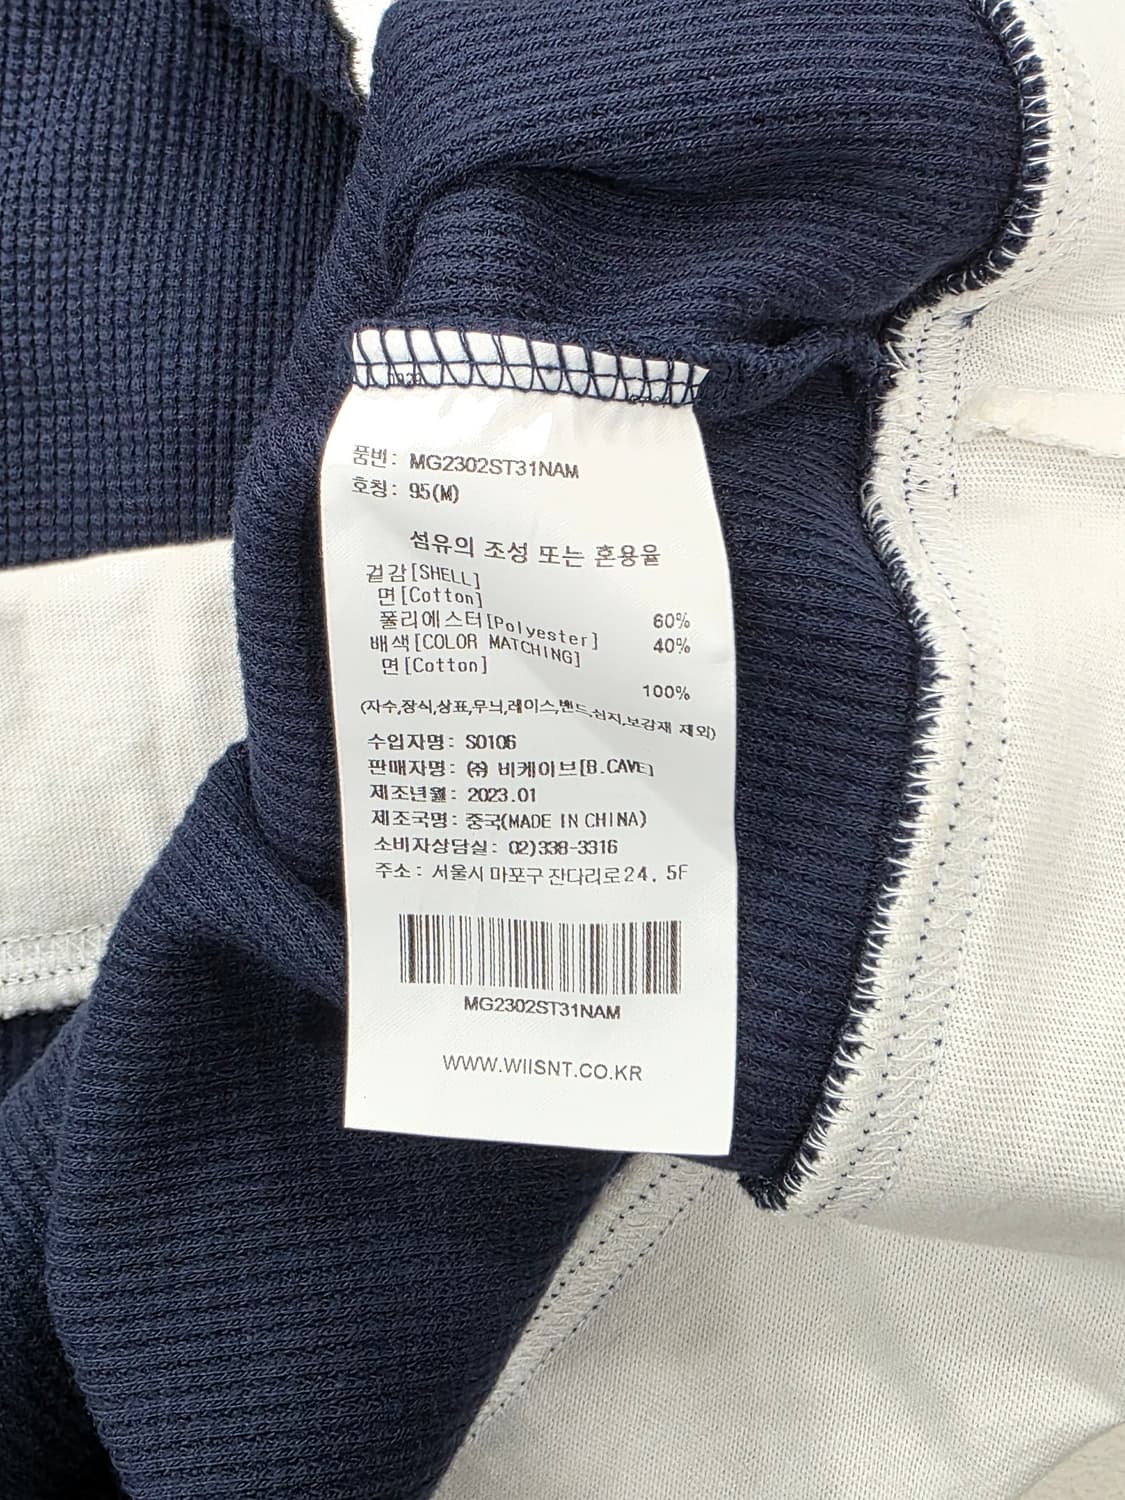 품번: MG2302ST31NAM
호칭: 95(M)
섬유의 조성 또는 혼용율
겉감[SHELL]
면[Cotton] 60%
폴리에스터[Polyester] 40%
배색[COLOR MATCHING]
면[Cotton] 100%
(자수,장식,상표,무늬,레이스,밴드,심지,보강재 제외)
수입자명: S0106
판매자명: ㈜ 비케이브[B.CAVE]
제조년월: 2023.01
제조국명: 중국(MADE IN CHINA)
소비자상담실: 02)338-3316
주소: 서울시 마포구 잔다리로24, 5F
MG2302ST31NAM
WWW.WIISNT.CO.KR